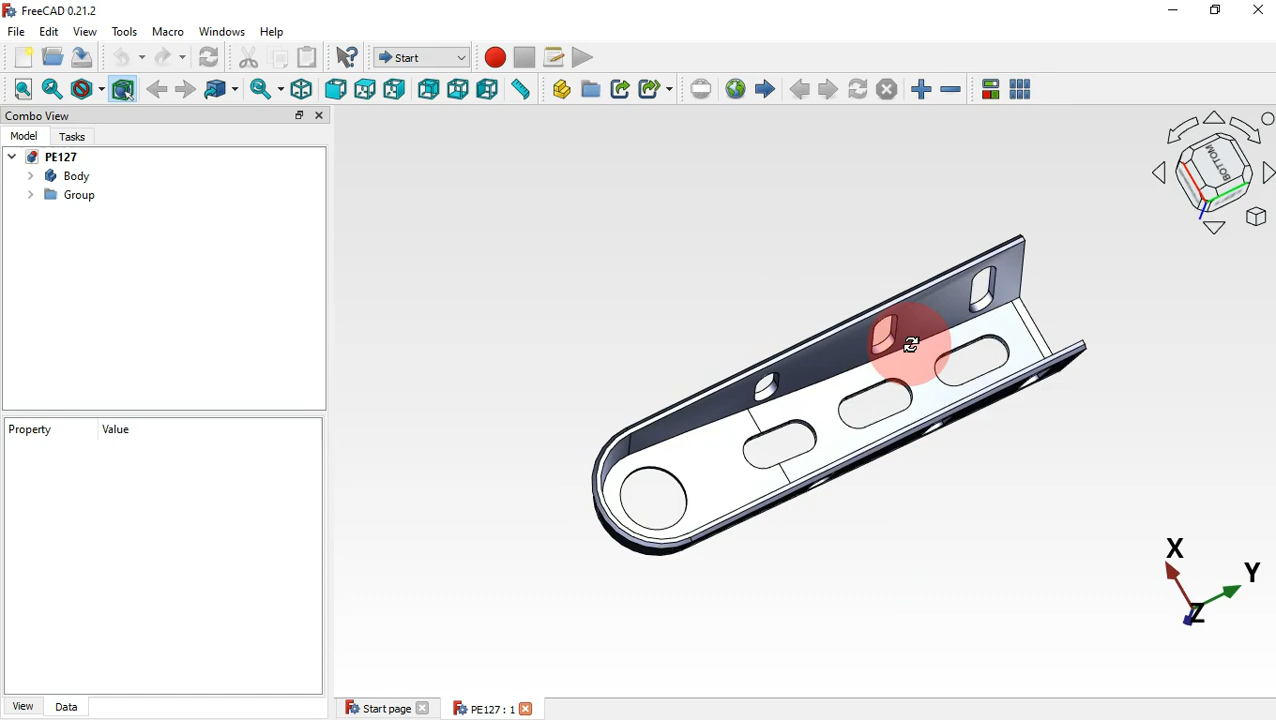 FreeCAD 0.21.2
File Edit View Tools Macro Windows Help
Start
Combo View
Model Tasks
PE127
Body
Group
BOTTOM
Property Value
X
Y
Z
View Data
Start page PE127 : 1